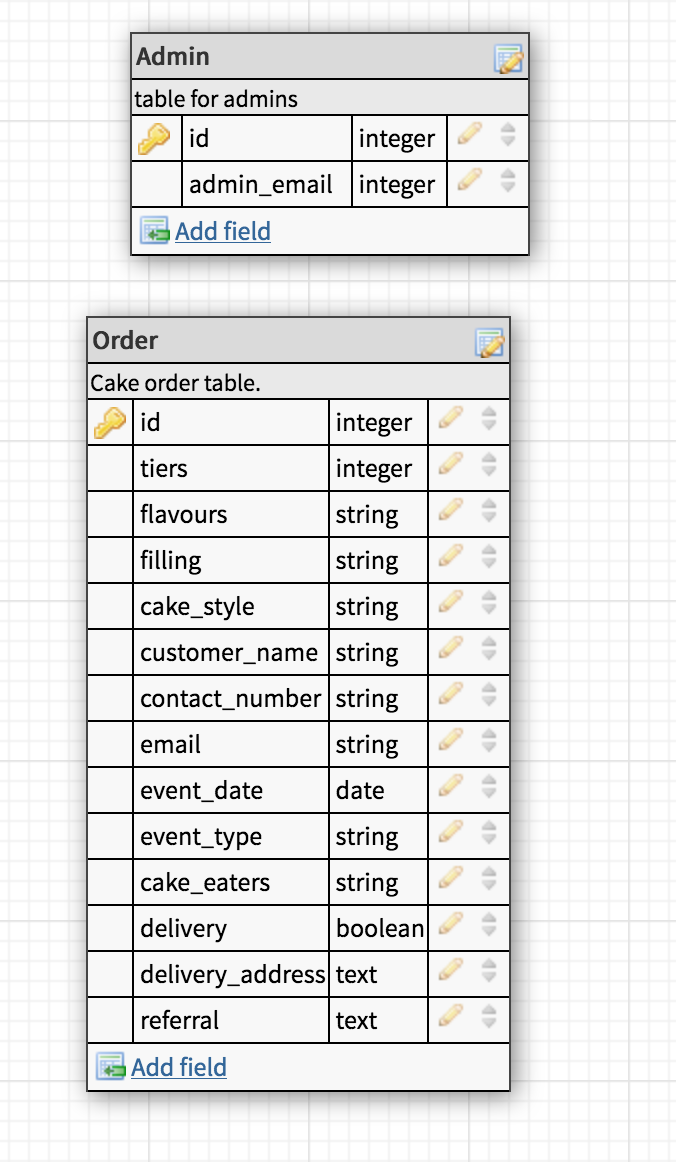 Admin
table for admins
id integer
admin_email integer
Add field
Order
Cake order table.
id integer
tiers integer
flavours string
filling string
cake_style string
customer_name string
contact_number string
email string
event_date date
event_type string
cake_eaters string
delivery boolean
delivery_address text
referral text
Add field